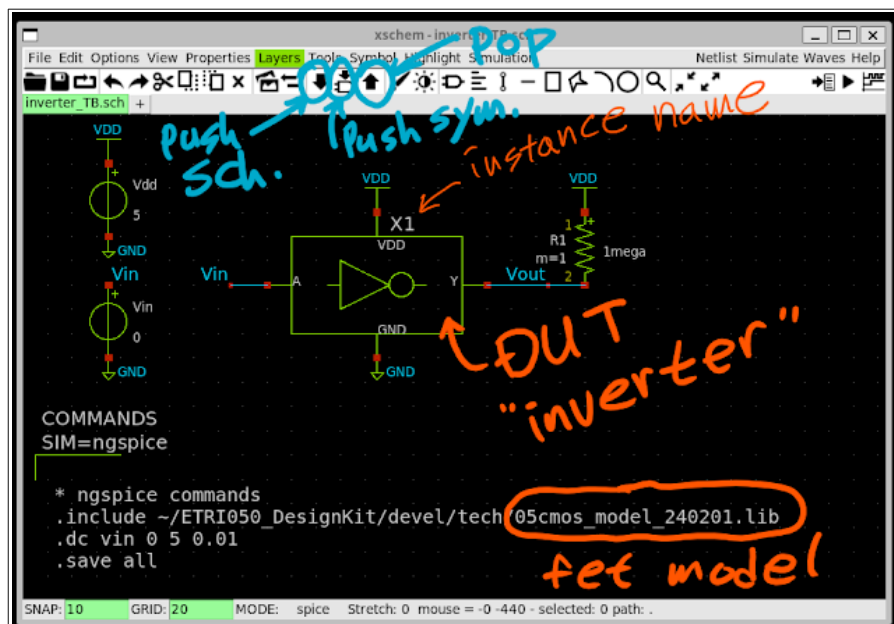 xschem - inverter_TB.sch
File Edit Options View Properties Layers Tools Symbol Highlight Simulation Netlist Simulate Waves Help
POP
inverter_TB.sch +
push sch.
push sym.
instance name
VDD
Vdd
5
GND
Vin
Vin
0
GND
Vin
VDD
X1
VDD
A
Y
GND
GND
Vout
VDD
1
R1
m=1
2
1mega
DUT
"inverter"
COMMANDS
SIM=ngspice
* ngspice commands
.include ~/ETRI050_DesignKit/devel/tech/05cmos_model_240201.lib
.dc vin 0 5 0.01
.save all
fet model
SNAP: 10 GRID: 20 MODE: spice Stretch: 0 mouse = -0 -440 - selected: 0 path: .